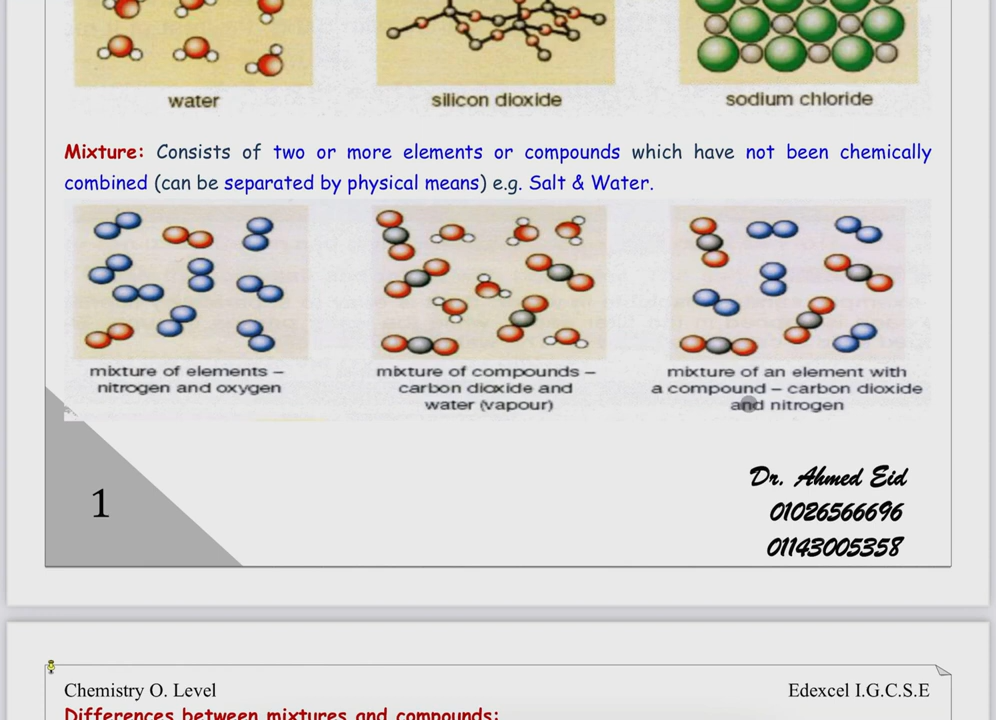 water
silicon dioxide
sodium chloride
Mixture: Consists of two or more elements or compounds which have not been chemically
combined (can be separated by physical means) e.g. Salt & Water.
mixture of elements –
nitrogen and oxygen
mixture of compounds –
carbon dioxide and
water (vapour)
mixture of an element with
a compound – carbon dioxide
and nitrogen
1
Dr. Ahmed Eid
01026566696
01143005358
Chemistry O. Level
Edexcel I.G.C.S.E
Differences between mixtures and compounds: